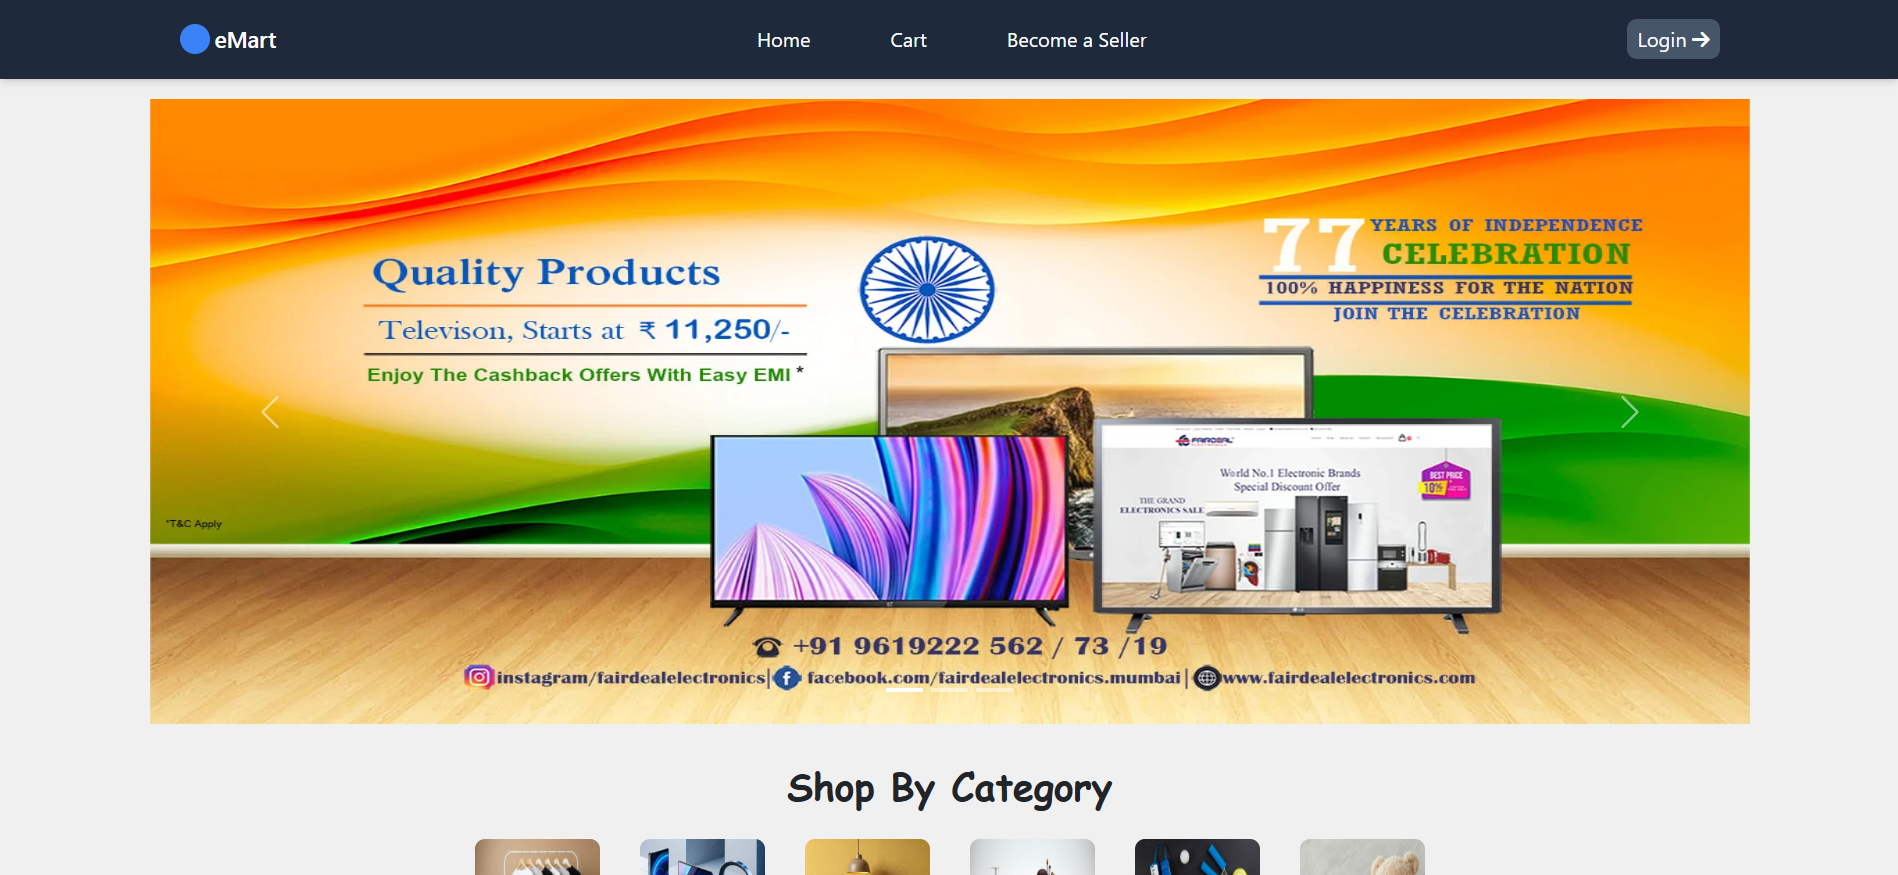 eMart
Home
Cart
Become a Seller
Login
77 YEARS OF INDEPENDENCE
CELEBRATION
100% HAPPINESS FOR THE NATION
JOIN THE CELEBRATION
Quality Products
Televison, Starts at ₹ 11,250/-
Enjoy The Cashback Offers With Easy EMI *
FAIRDEAL
World No.1 Electronic Brands
Special Discount Offer
BEST PRICE
10%
THE GRAND
ELECTRONICS SALE
*T&C Apply
+91 9619222 562 / 73 /19
instagram/fairdealelectronics| facebook.com/fairdealelectronics.mumbai| www.fairdealelectronics.com
Shop By Category